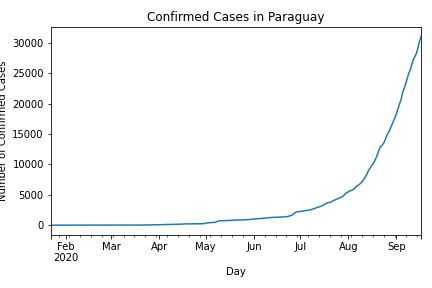 Confirmed Cases in Paraguay
Number of Confirmed Cases
30000
25000
20000
15000
10000
5000
0
Feb Mar Apr May Jun Jul Aug Sep
2020
Day